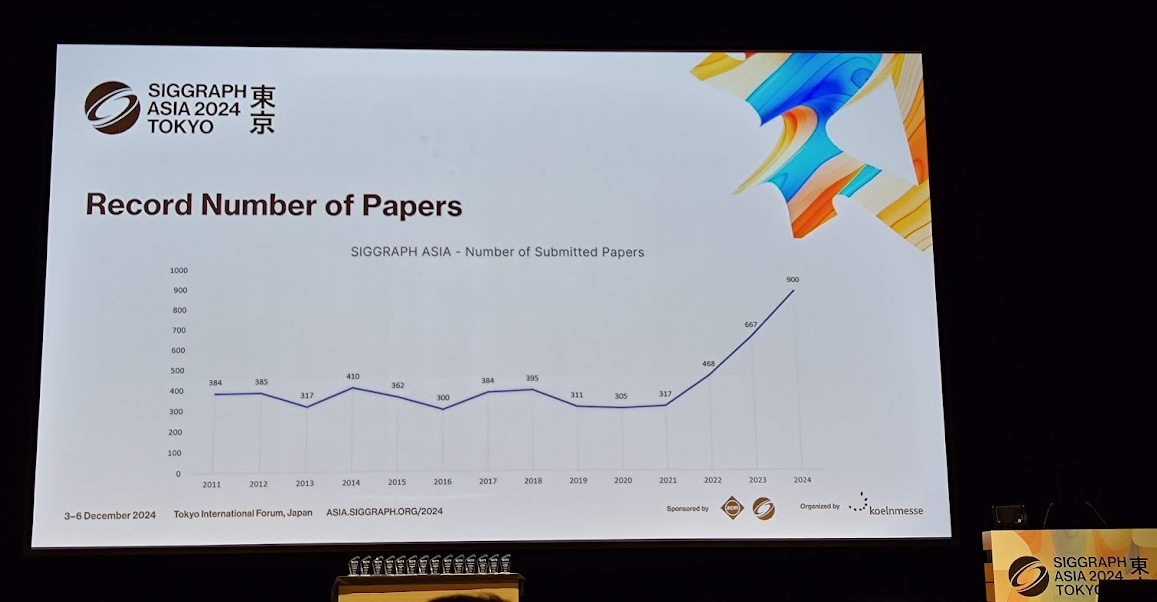 SIGGRAPH
ASIA 2024
TOKYO
東京
Record Number of Papers
SIGGRAPH ASIA - Number of Submitted Papers
1000
900
800
700
600
500
400
300
200
100
0
384 385 317 410 362 300 384 395 311 305 317 468 667 900
2011 2012 2013 2014 2015 2016 2017 2018 2019 2020 2021 2022 2023 2024
3–6 December 2024 Tokyo International Forum, Japan ASIA.SIGGRAPH.ORG/2024
Sponsored by acm Organized by koelnmesse
SIGGRAPH
ASIA 2024
TOKYO
東